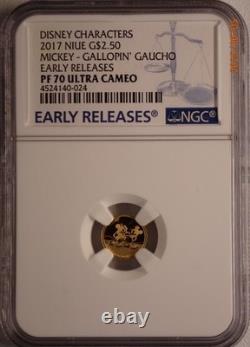 DISNEY CHARACTERS
2017 NIUE G$2.50
MICKEY - GALLOPIN' GAUCHO
EARLY RELEASES
PF 70 ULTRA CAMEO
4524140-024
EARLY RELEASES®
NGC®